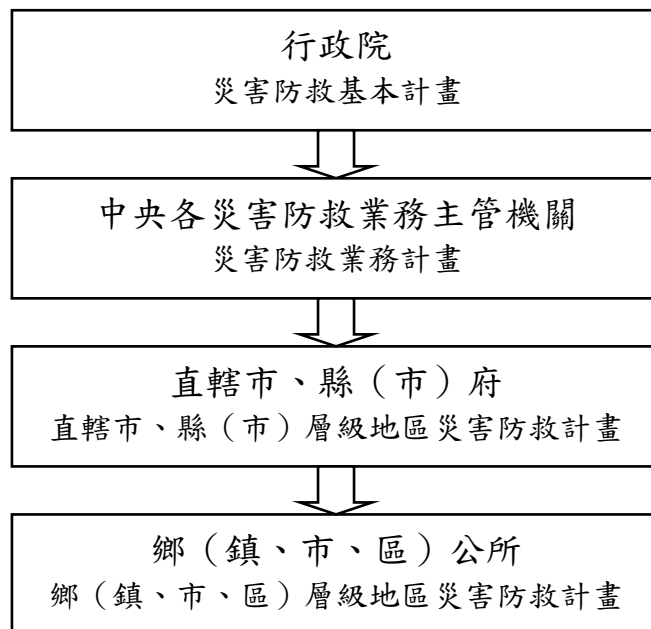 行政院
災害防救基本計畫
中央各災害防救業務主管機關
災害防救業務計畫
直轄市、縣（市）府
直轄市、縣（市）層級地區災害防救計畫
鄉（鎮、市、區）公所
鄉（鎮、市、區）層級地區災害防救計畫